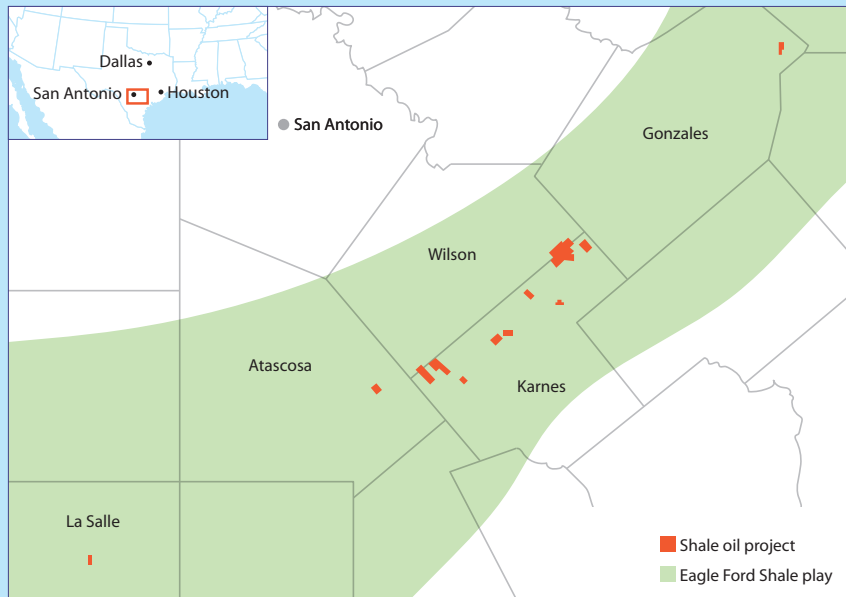 Dallas
San Antonio
Houston
San Antonio
Gonzales
Wilson
Atascosa
Karnes
La Salle
Shale oil project
Eagle Ford Shale play